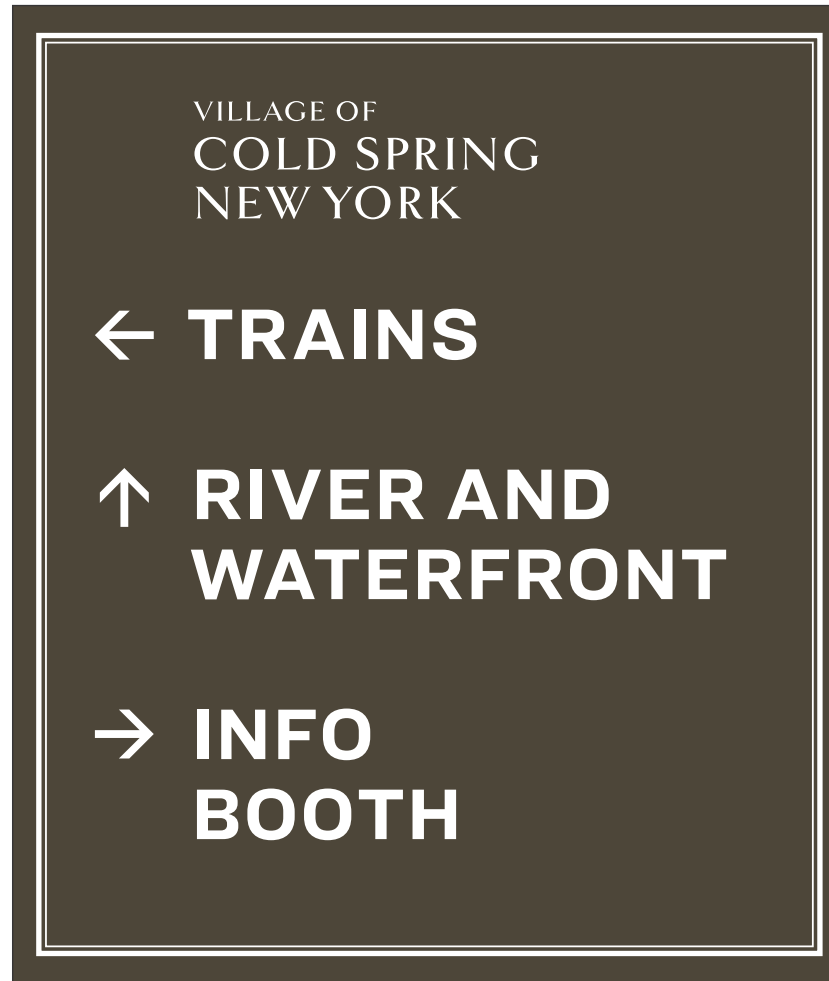 VILLAGE OF
COLD SPRING
NEW YORK
← TRAINS
↑ RIVER AND
WATERFRONT
→ INFO
BOOTH